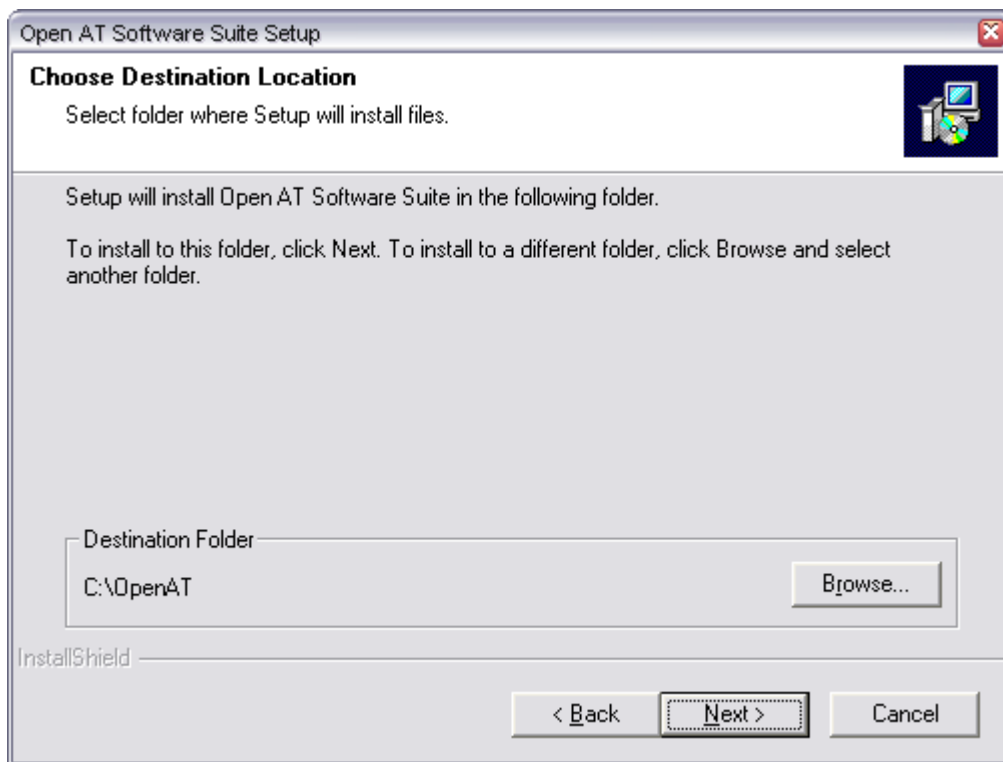 Open AT Software Suite Setup
Choose Destination Location
Select folder where Setup will install files.
Setup will install Open AT Software Suite in the following folder.
To install to this folder, click Next. To install to a different folder, click Browse and select
another folder.
Destination Folder
C:\OpenAT
Browse...
InstallShield
< Back
Next >
Cancel